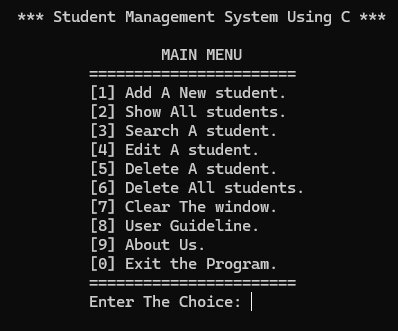 *** Student Management System Using C ***
MAIN MENU
=======================
[1] Add A New student.
[2] Show All students.
[3] Search A student.
[4] Edit A student.
[5] Delete A student.
[6] Delete All students.
[7] Clear The window.
[8] User Guideline.
[9] About Us.
[0] Exit the Program.
=======================
Enter The Choice: